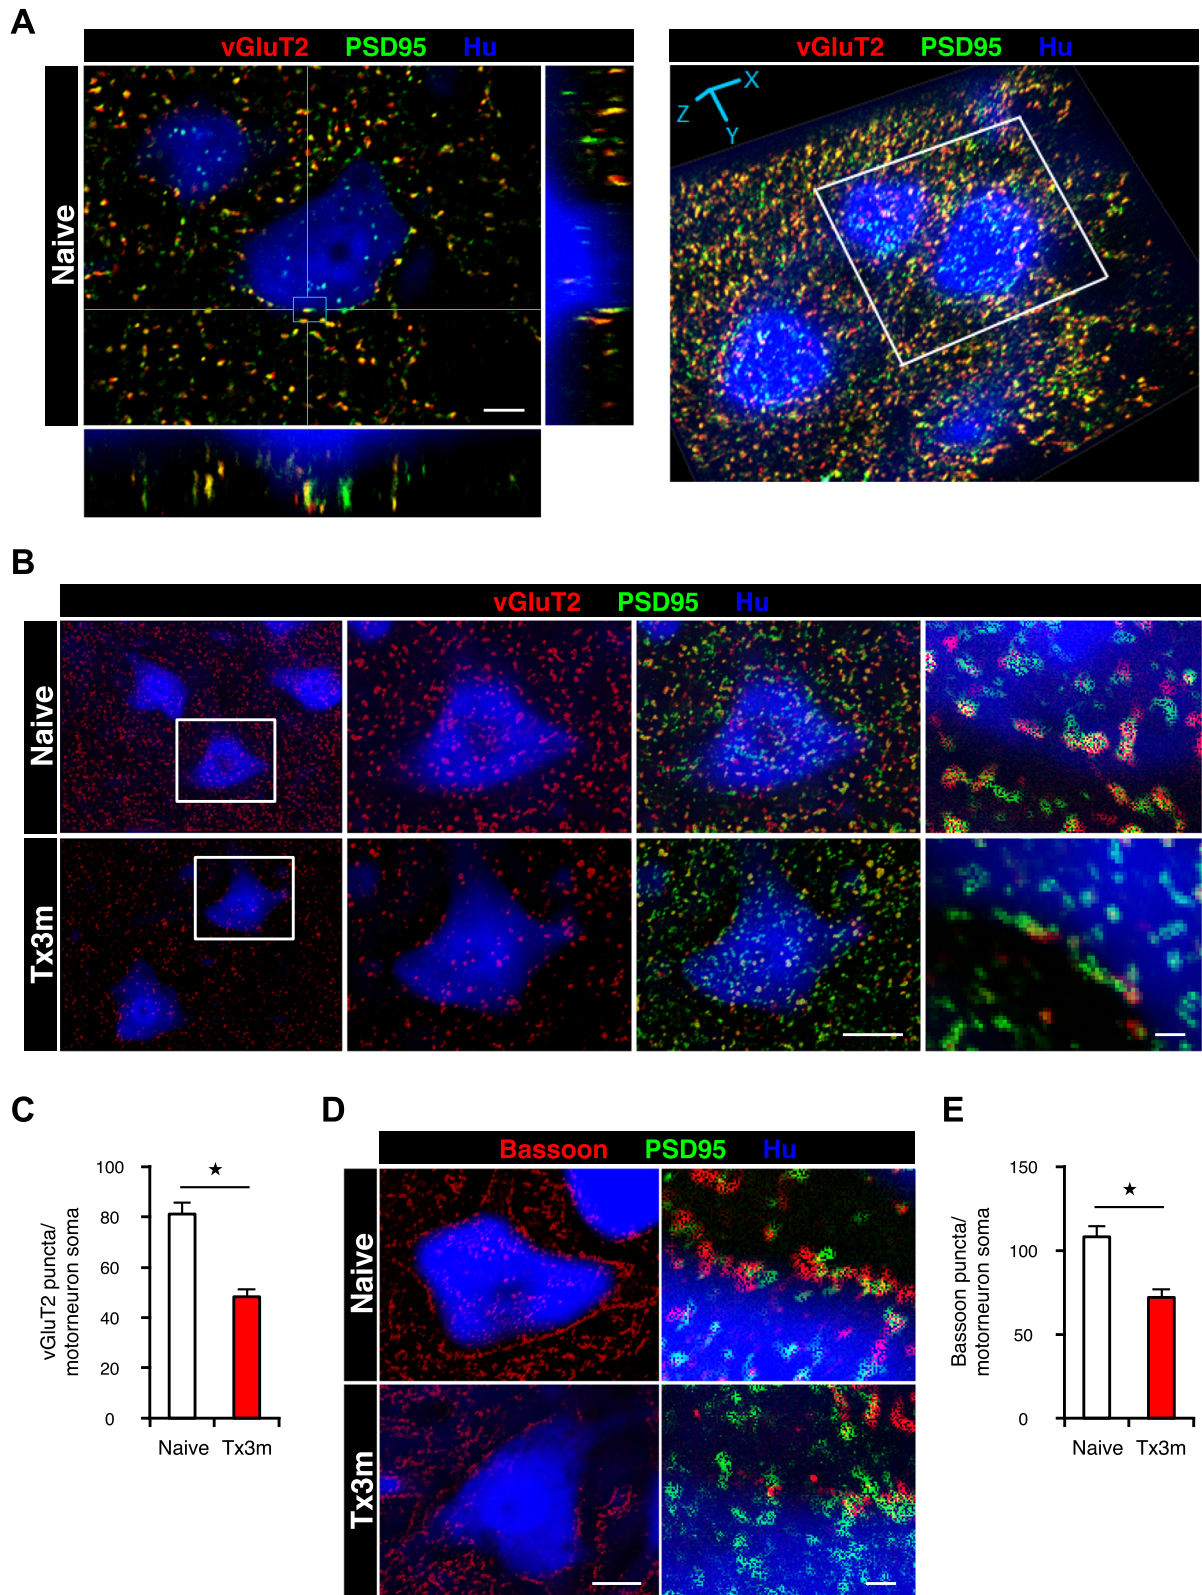 A
vGluT2 PSD95 Hu
vGluT2 PSD95 Hu
Naive
X
Z
Y
B
vGluT2 PSD95 Hu
Naive
Tx3m
C
100
80
60
40
20
0
vGluT2 puncta/
motorneuron soma
★
Naive Tx3m
D
Bassoon PSD95 Hu
Naive
Tx3m
E
150
100
50
0
Bassoon puncta/
motorneuron soma
★
Naive Tx3m